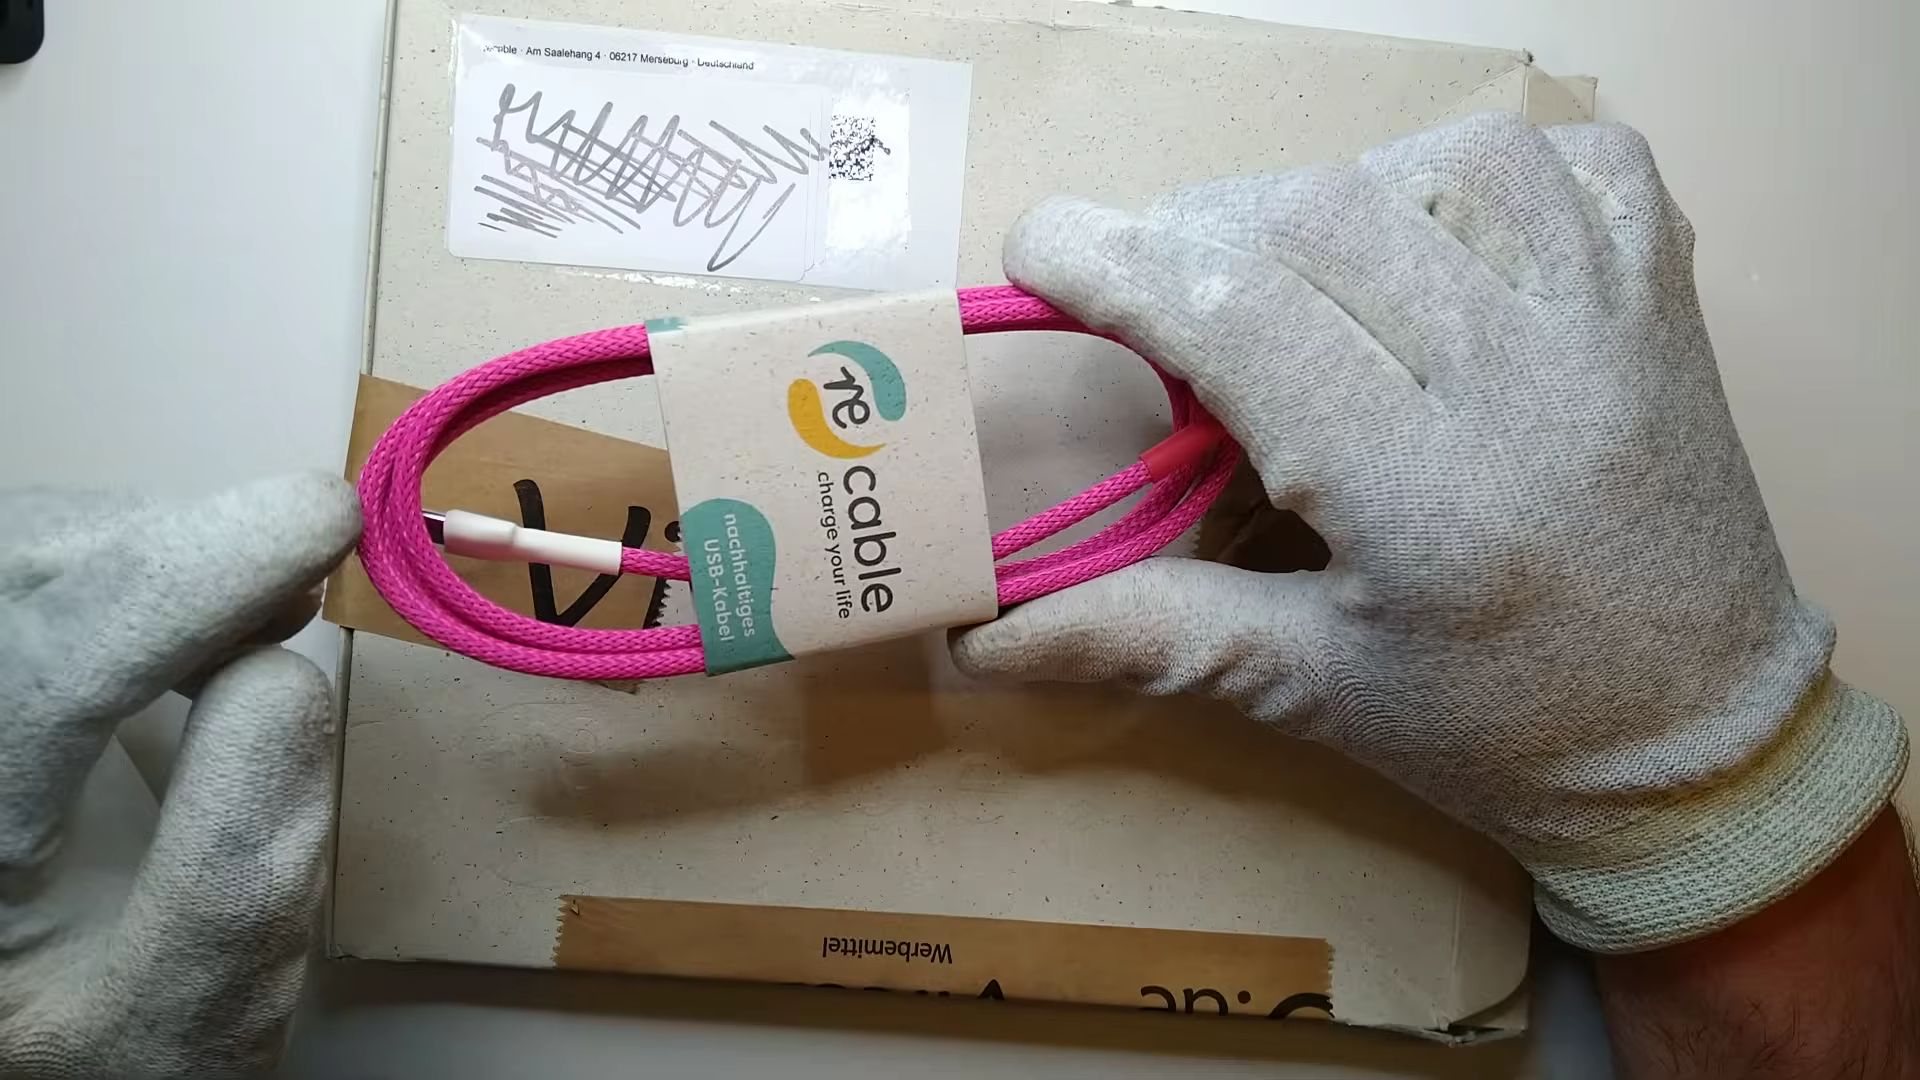 Am Saalehang 4 · 06217 Merseburg · Deutschland
re
cable
charge your life
nachhaltiges
USB-Kabel
Werbemittel